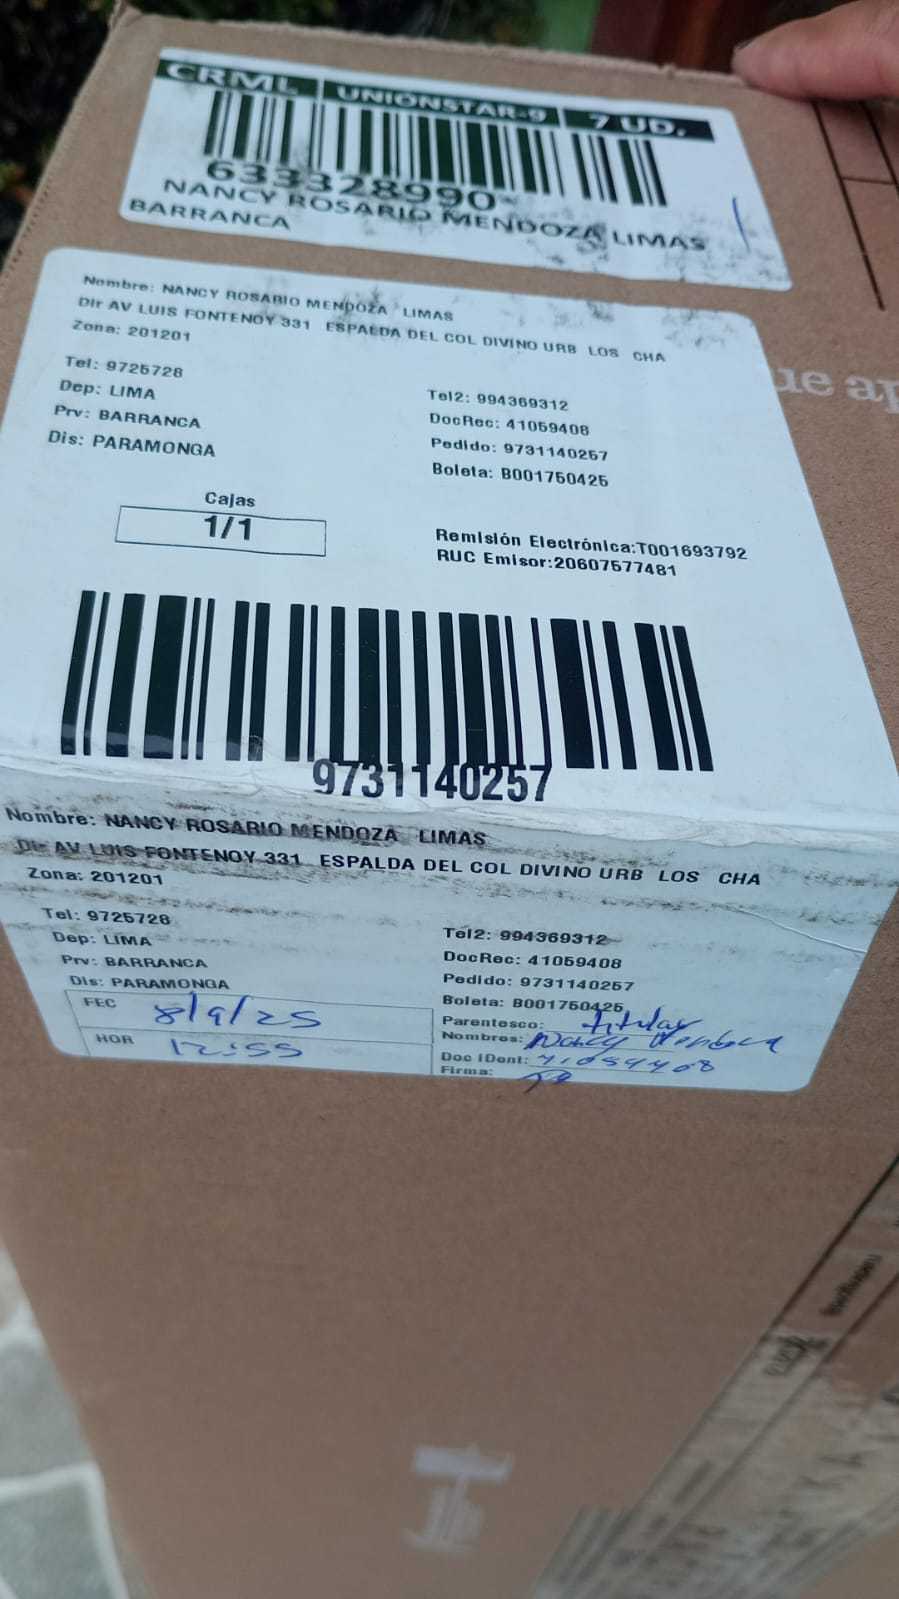 CRML UNIONSTAR-9 7 UD.
633328990
NANCY ROSARIO MENDOZA LIMAS
BARRANCA
Nombre: NANCY ROSARIO MENDOZA LIMAS
Dir AV LUIS FONTENOY 331 ESPALDA DEL COL DIVINO URB LOS CHA
Zona: 201201
Tel: 9725728
Tel2: 994369312
Dep: LIMA
DocRec: 41059408
Prv: BARRANCA
Pedido: 9731140257
Dis: PARAMONGA
Boleta: B001750425
Cajas
1/1
Remisión Electrónica:T001693792
RUC Emisor:20607577481
ue ap
9731140257
Nombre: NANCY ROSARIO MENDOZA LIMAS
Dir AV LUIS FONTENOY 331 ESPALDA DEL COL DIVINO URB LOS CHA
Zona: 201201
Tel: 9725728
Tel2: 994369312
Dep: LIMA
DocRec: 41059408
Prv: BARRANCA
Pedido: 9731140257
Dis: PARAMONGA
Boleta: B001750425
FEC 8/9/25
Parentesco: titular
Nombres: Nancy Mendoza
HOR 12:55
Doc IDent: 41059408
Firma: